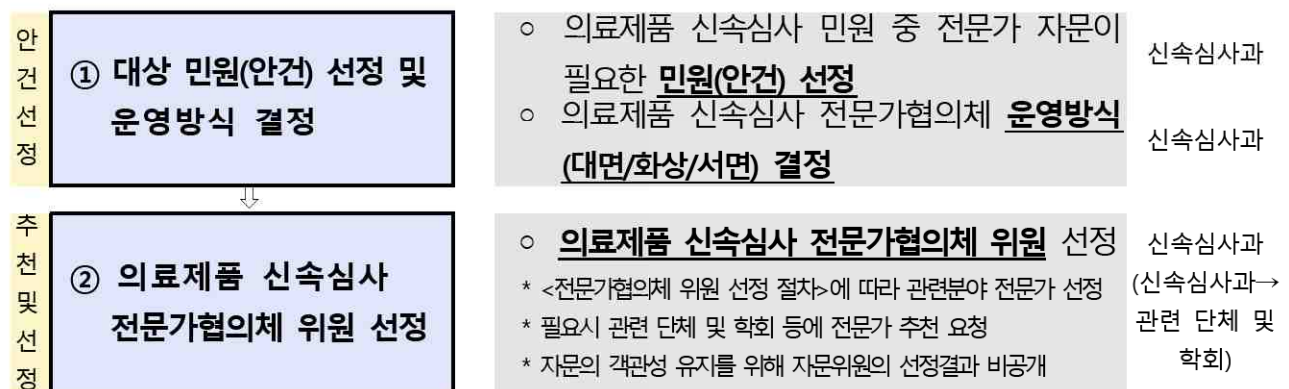 안건선정
① 대상 민원(안건) 선정 및
운영방식 결정
○ 의료제품 신속심사 민원 중 전문가 자문이
필요한 민원(안건) 선정
신속심사과
○ 의료제품 신속심사 전문가협의체 운영방식
(대면/화상/서면) 결정
신속심사과
⇩
추천및선정
② 의료제품 신속심사
전문가협의체 위원 선정
○ 의료제품 신속심사 전문가협의체 위원 선정
* <전문가협의체 위원 선정 절차>에 따라 관련분야 전문가 선정
* 필요시 관련 단체 및 학회 등에 전문가 추천 요청
* 자문의 객관성 유지를 위해 자문위원의 선정결과 비공개
신속심사과
(신속심사과→
관련 단체 및
학회)